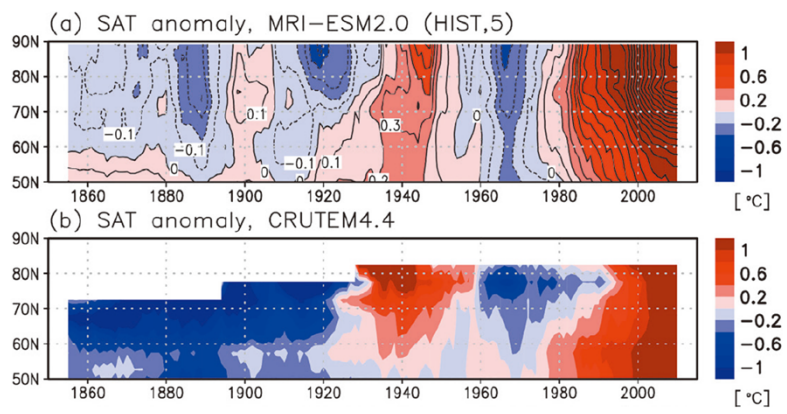 (a) SAT anomaly, MRI-ESM2.0 (HIST,5)
90N
80N
70N
60N
50N
-0.1
-0.1
0
0.1
0
-0.1
0.1
0
0.3
0.2
0
0
1860 1880 1900 1920 1940 1960 1980 2000
1
0.6
0.2
-0.2
-0.6
-1
[ °C]
(b) SAT anomaly, CRUTEM4.4
90N
80N
70N
60N
50N
1860 1880 1900 1920 1940 1960 1980 2000
1
0.6
0.2
-0.2
-0.6
-1
[ °C]